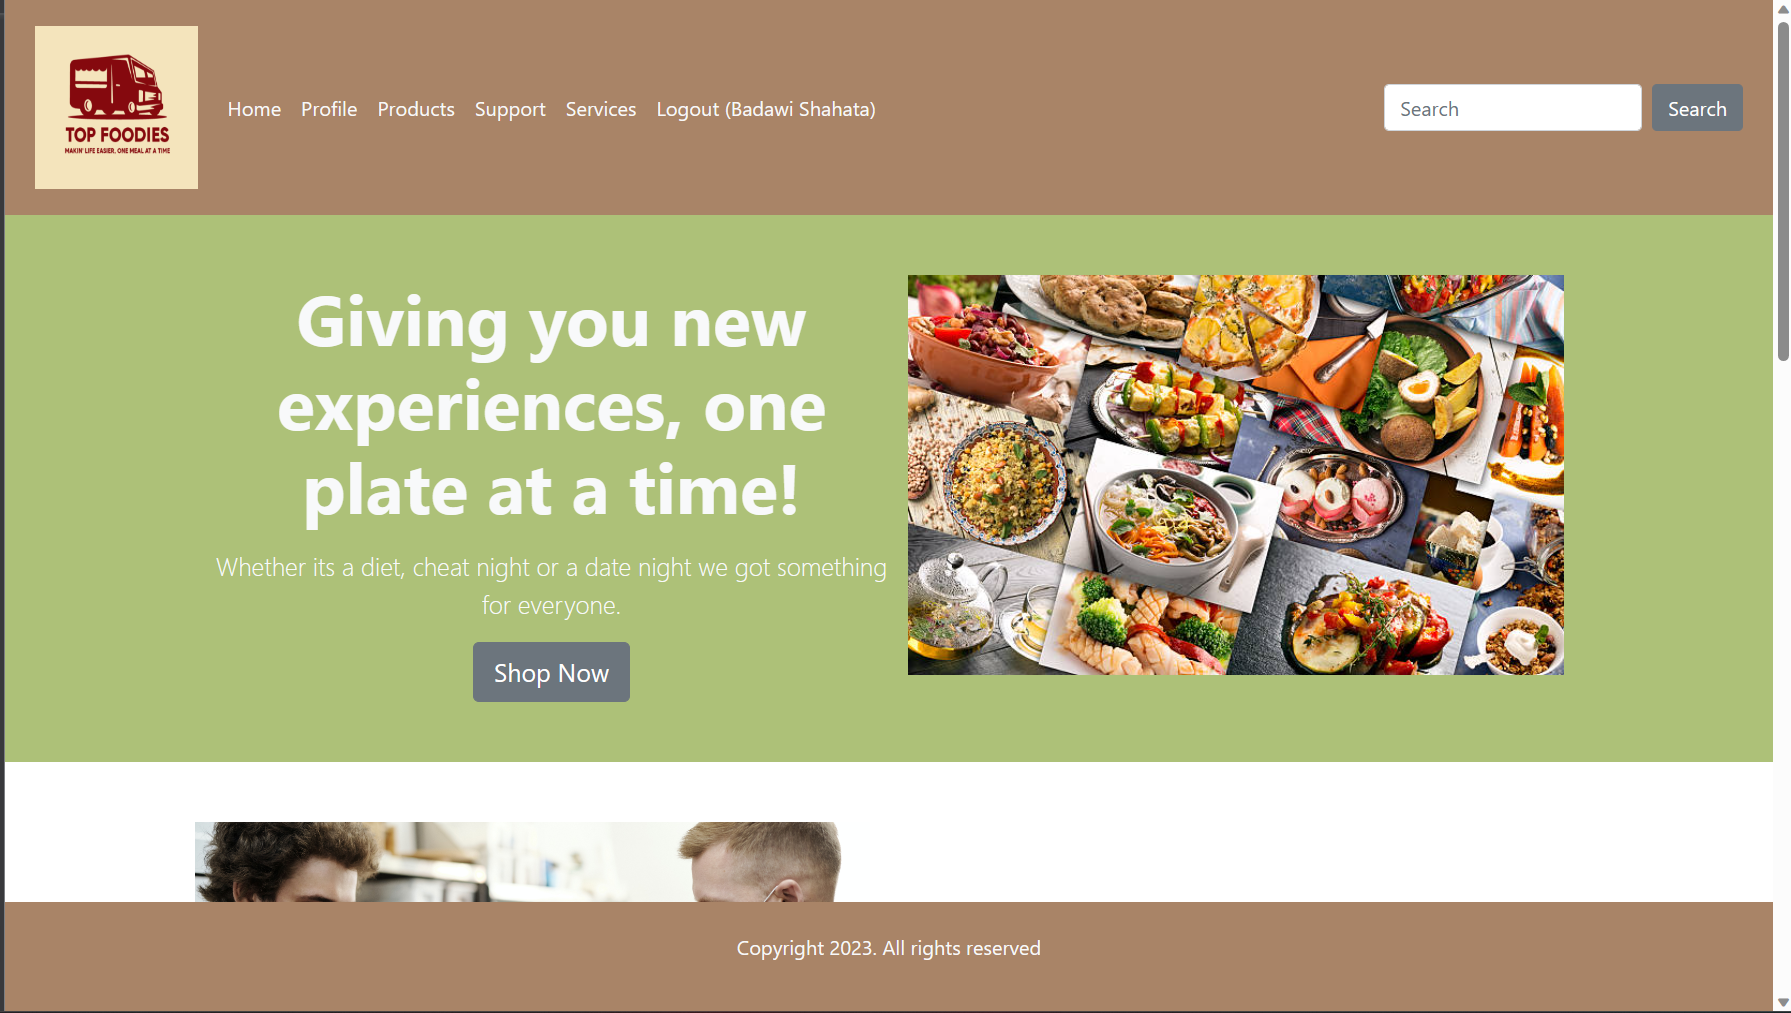 TOP FOODIES
MAKIN' LIFE EASIER, ONE MEAL AT A TIME
Home Profile Products Support Services Logout (Badawi Shahata)
Search Search
Giving you new
experiences, one
plate at a time!
Whether its a diet, cheat night or a date night we got something
for everyone.
Shop Now
Copyright 2023. All rights reserved